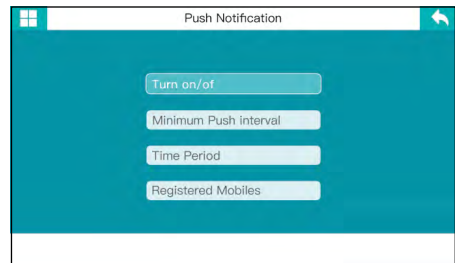 Push Notification
Turn on/of
Minimum Push interval
Time Period
Registered Mobiles